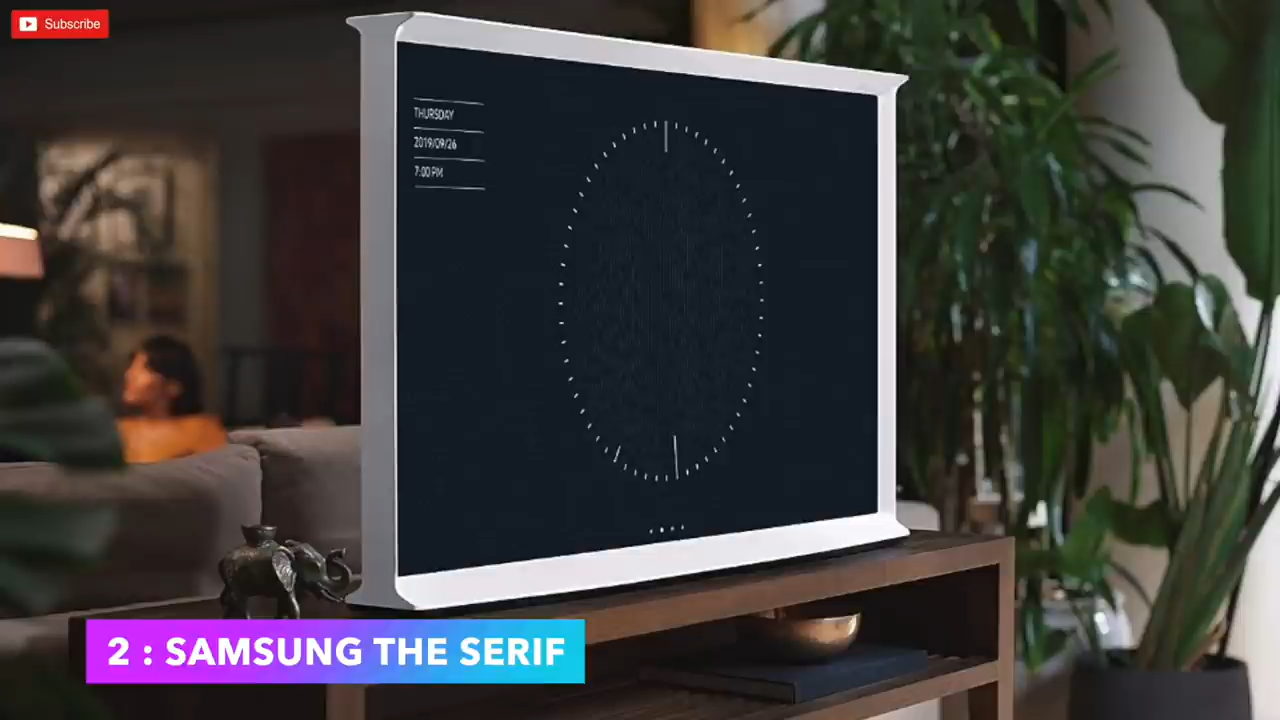 Subscribe
THURSDAY
2019/09/26
7:00 PM
2 : SAMSUNG THE SERIF